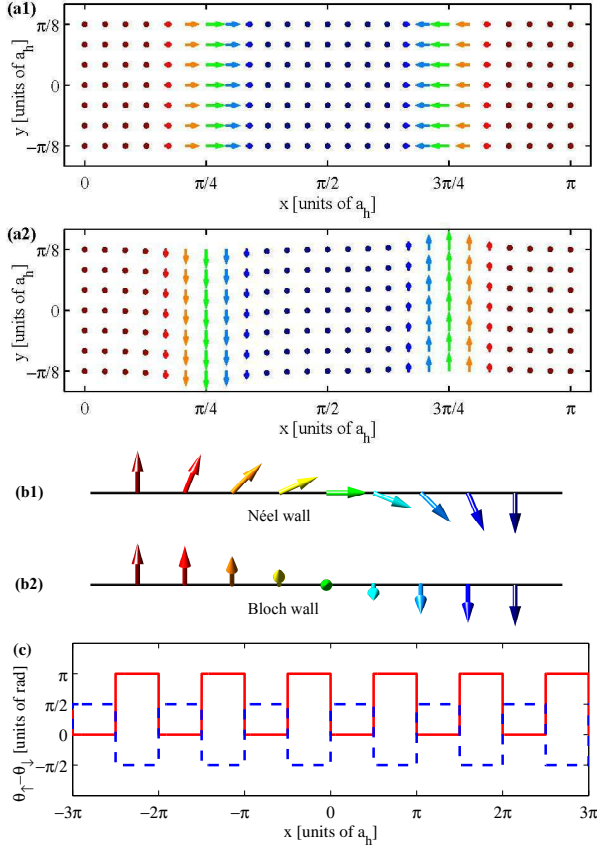 (a1)
π/8
0
−π/8
y [units of a_h]
0 π/4 π/2 3π/4 π
x [units of a_h]
(a2)
π/8
0
−π/8
y [units of a_h]
0 π/4 π/2 3π/4 π
x [units of a_h]
(b1)
Néel wall
(b2)
Bloch wall
(c)
π
π/2
0
−π/2
θ↑−θ↓ [units of rad]
−3π −2π −π 0 π 2π 3π
x [units of a_h]